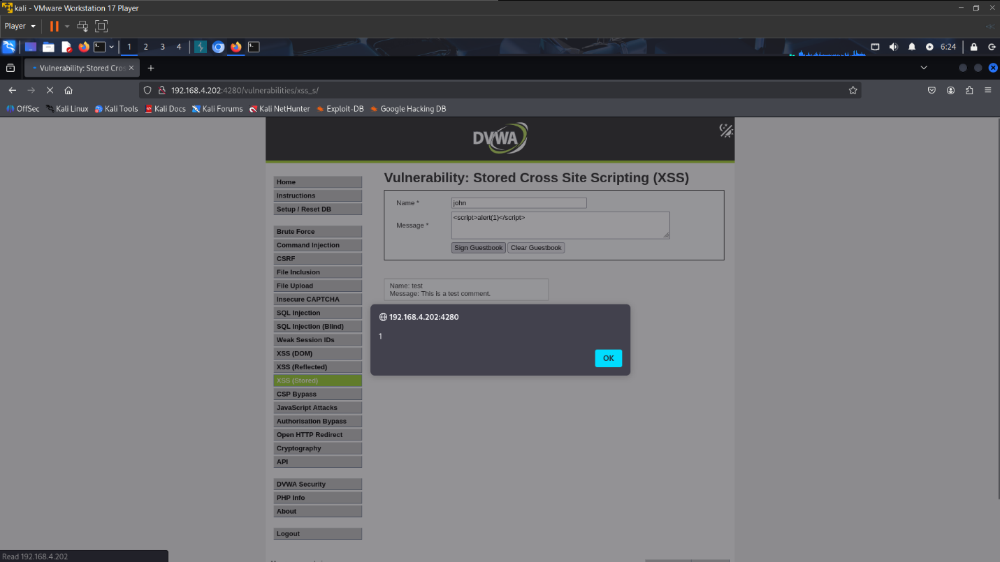 kali - VMware Workstation 17 Player
Player
1 2 3 4
6:24
Vulnerability: Stored Cros
192.168.4.202:4280/vulnerabilities/xss_s/
OffSec Kali Linux Kali Tools Kali Docs Kali Forums Kali NetHunter Exploit-DB Google Hacking DB
DVWA
Home
Instructions
Setup / Reset DB
Brute Force
Command Injection
CSRF
File Inclusion
File Upload
Insecure CAPTCHA
SQL Injection
SQL Injection (Blind)
Weak Session IDs
XSS (DOM)
XSS (Reflected)
XSS (Stored)
CSP Bypass
JavaScript Attacks
Authorisation Bypass
Open HTTP Redirect
Cryptography
API
DVWA Security
PHP Info
About
Logout
Vulnerability: Stored Cross Site Scripting (XSS)
Name * john
Message * <script>alert(1)</script>
Sign Guestbook Clear Guestbook
Name: test
Message: This is a test comment.
192.168.4.202:4280
1
OK
Read 192.168.4.202